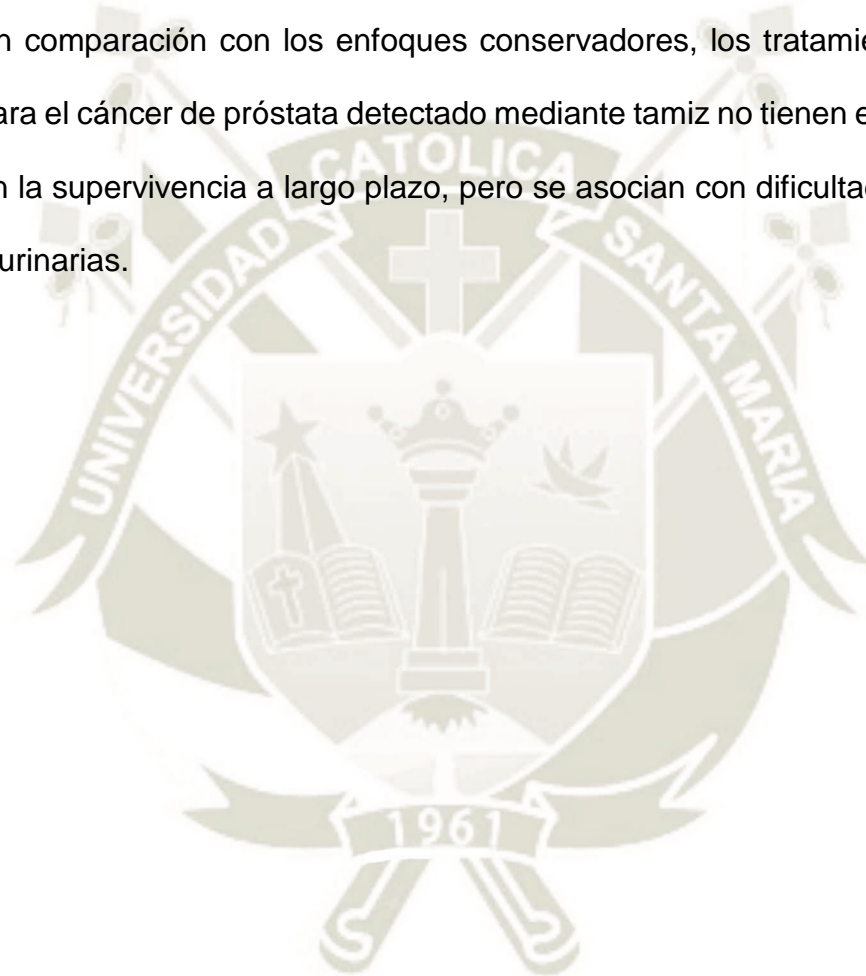 n comparación con los enfoques conservadores, los tratamie
ara el cáncer de próstata detectado mediante tamiz no tienen e
n la supervivencia a largo plazo, pero se asocian con dificulta
urinarias.
UNIVERSIDAD CATOLICA SANTA MARIA
1961